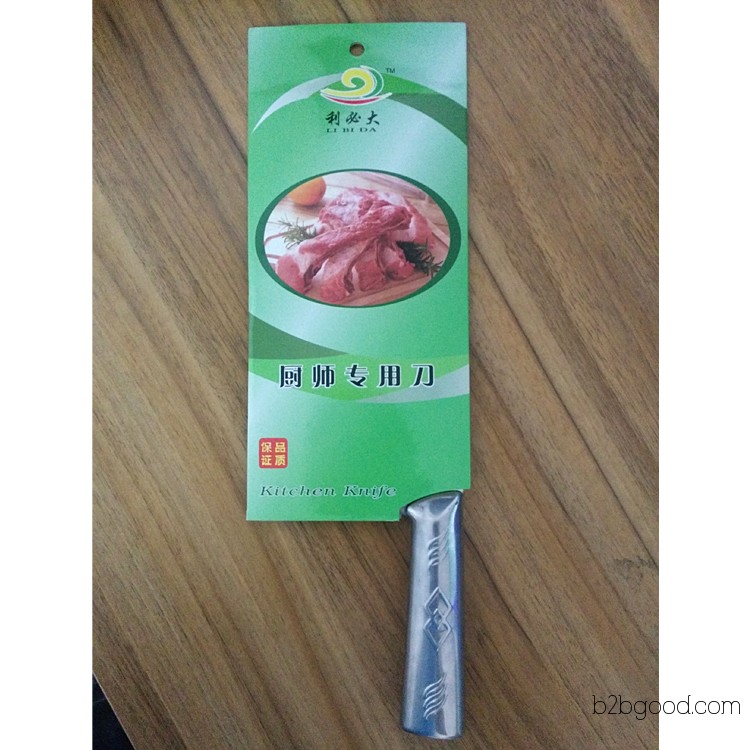 TM
利必大
LI BI DA
厨师专用刀
保品
证质
Kitchen Knife
b2bgood.com